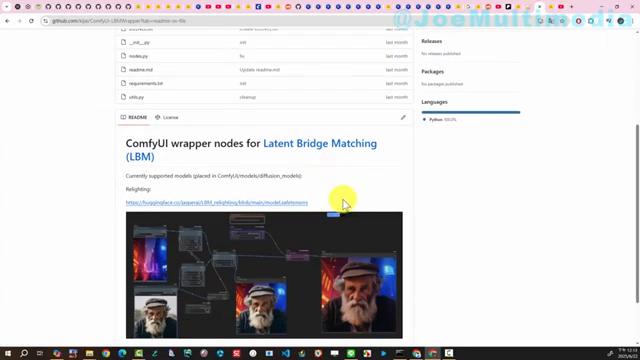 github.com/kijai/ComfyUI-LBMWrapper?tab=readme-ov-file
@JoeMultimedia
__init__.py
init
last month
nodes.py
fix
last month
readme.md
Update readme.md
last month
requirements.txt
init
last month
utils.py
cleanup
last month
Releases
No releases published
Packages
No packages published
Languages
Python 100.0%
README
License
ComfyUI wrapper nodes for Latent Bridge Matching
(LBM)
Currently supported models (placed in ComfyUI/models/diffusion_models):
Relighting:
https://huggingface.co/jasperai/LBM_relighting/blob/main/model.safetensors
2025/6/22